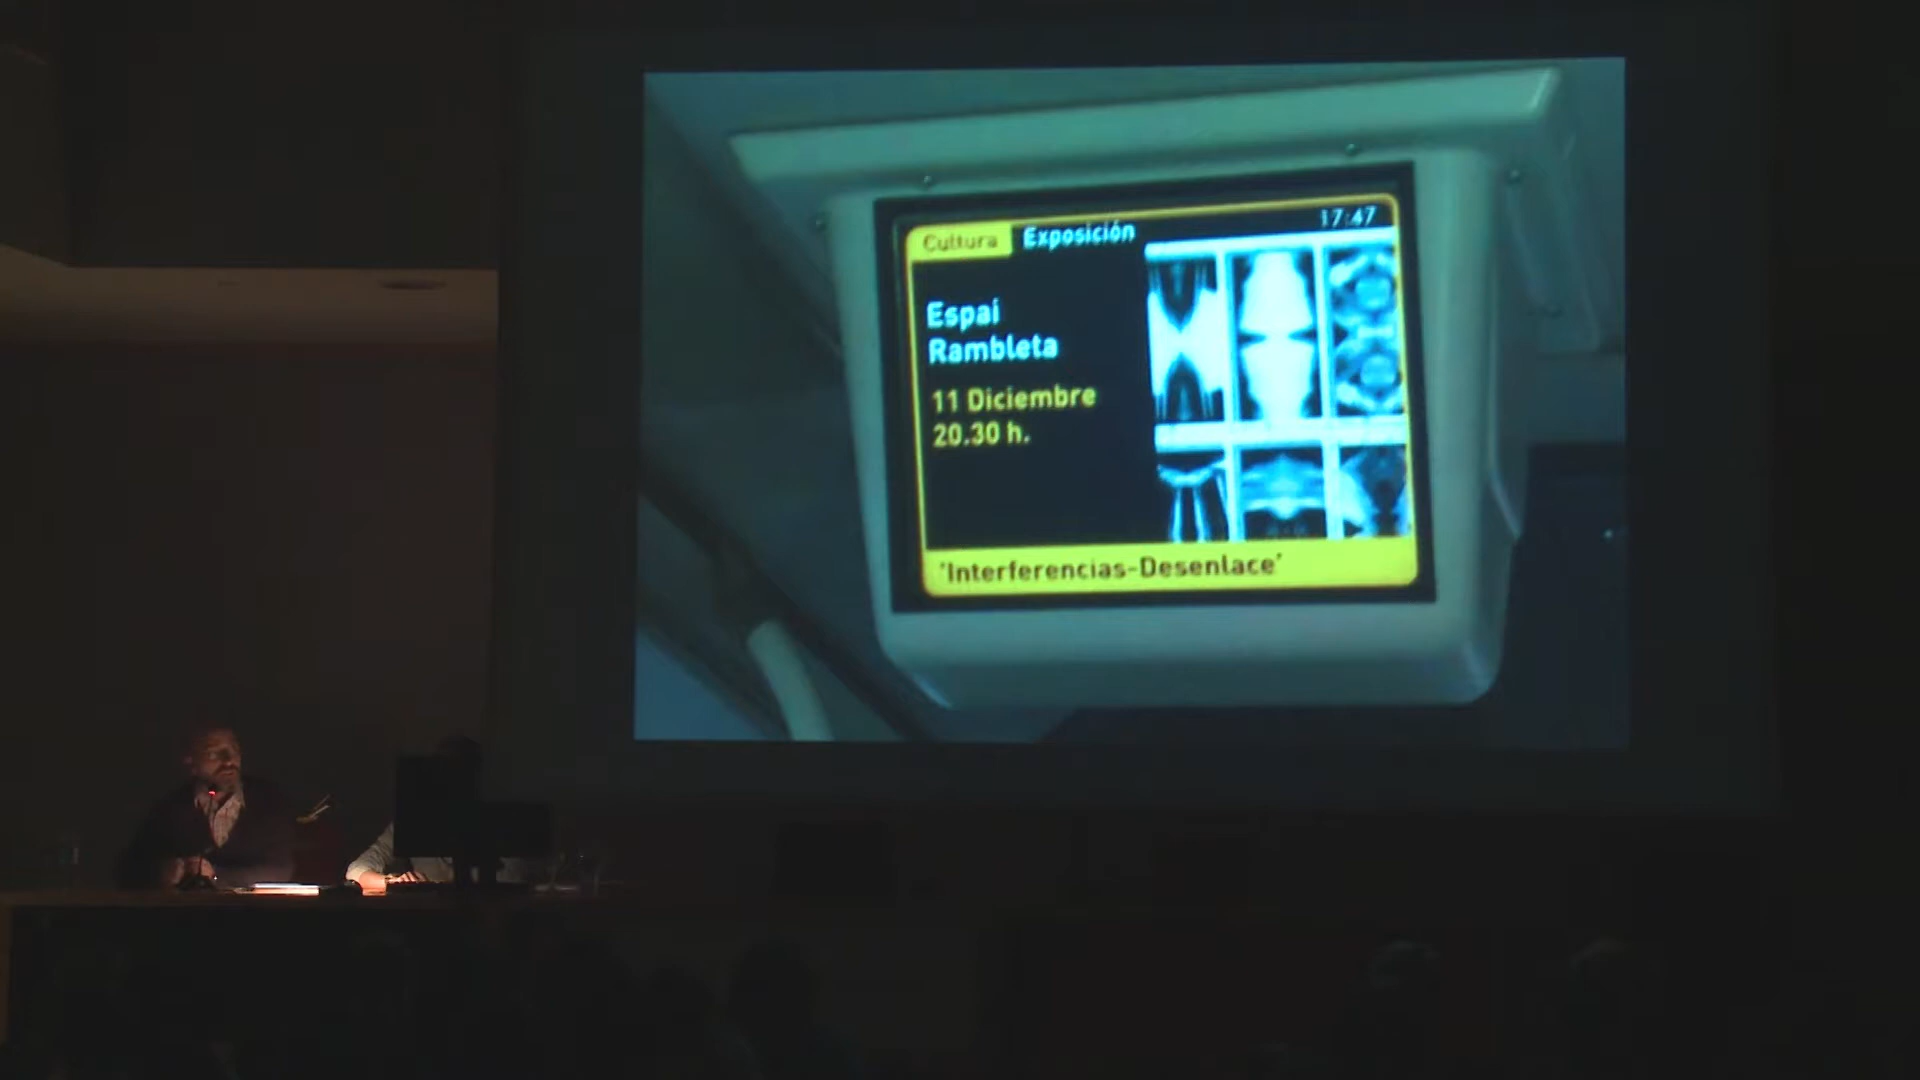 Cultura Exposición 17:47
Espai
Rambleta
11 Diciembre
20.30 h.
'Interferencias-Desenlace'